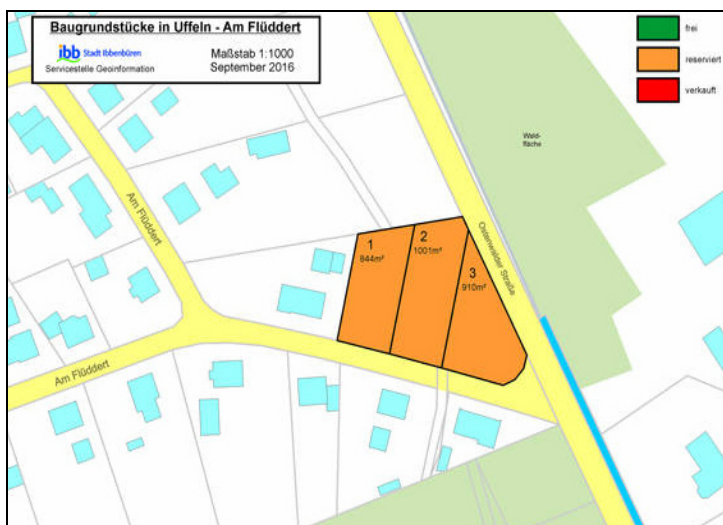 Baugrundstücke in Uffeln - Am Flüddert
ibb Stadt Ibbenbüren
Servicestelle Geoinformation
Maßstab 1:1000
September 2016
frei
reserviert
verkauft
Wald-
fläche
Am Flüddert
Ostenwalder Straße
1
844m²
2
1001m²
3
910m²
Am Flüddert